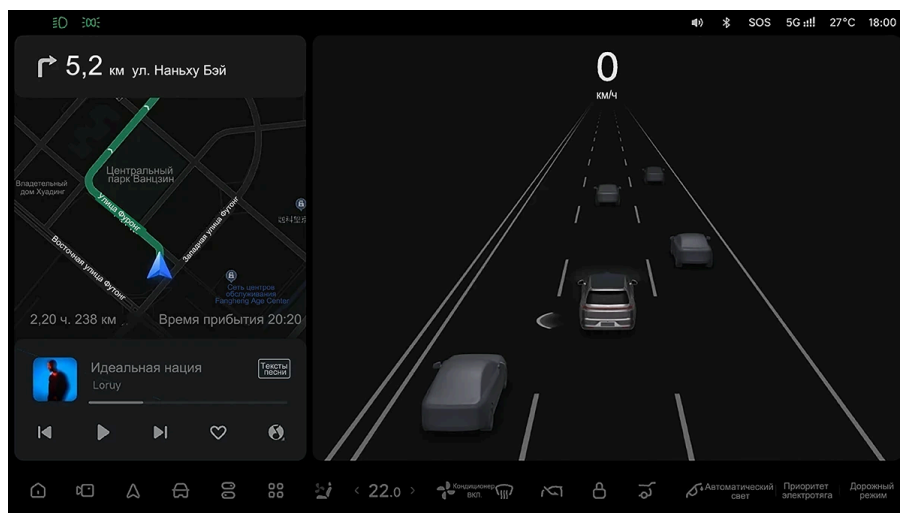 SOS 5G 27°C 18:00
5,2 км ул. Наньху Бэй
0
км/ч
Центральный
парк Ванцзин
Владетельный
дом Хуадинг
Улица Фуронг
Западная улица Футонг
Восточная улица Футонг
Сеть центров
обслуживания
Fangheng Age Center
2,20 ч. 238 км
Время прибытия 20:20
Идеальная нация
Тексты
песни
Loruy
22.0
Кондиционер
вкл.
Автоматический
свет
Приоритет
электротяга
Дорожный
режим